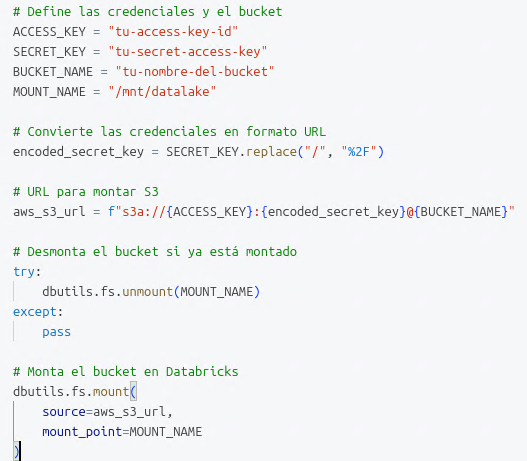 # Define las credenciales y el bucket
ACCESS_KEY = "tu-access-key-id"
SECRET_KEY = "tu-secret-access-key"
BUCKET_NAME = "tu-nombre-del-bucket"
MOUNT_NAME = "/mnt/datalake"

# Convierte las credenciales en formato URL
encoded_secret_key = SECRET_KEY.replace("/", "%2F")

# URL para montar S3
aws_s3_url = f"s3a://{ACCESS_KEY}:{encoded_secret_key}@{BUCKET_NAME}"

# Desmonta el bucket si ya está montado
try:
    dbutils.fs.unmount(MOUNT_NAME)
except:
    pass

# Monta el bucket en Databricks
dbutils.fs.mount(
    source=aws_s3_url,
    mount_point=MOUNT_NAME
)